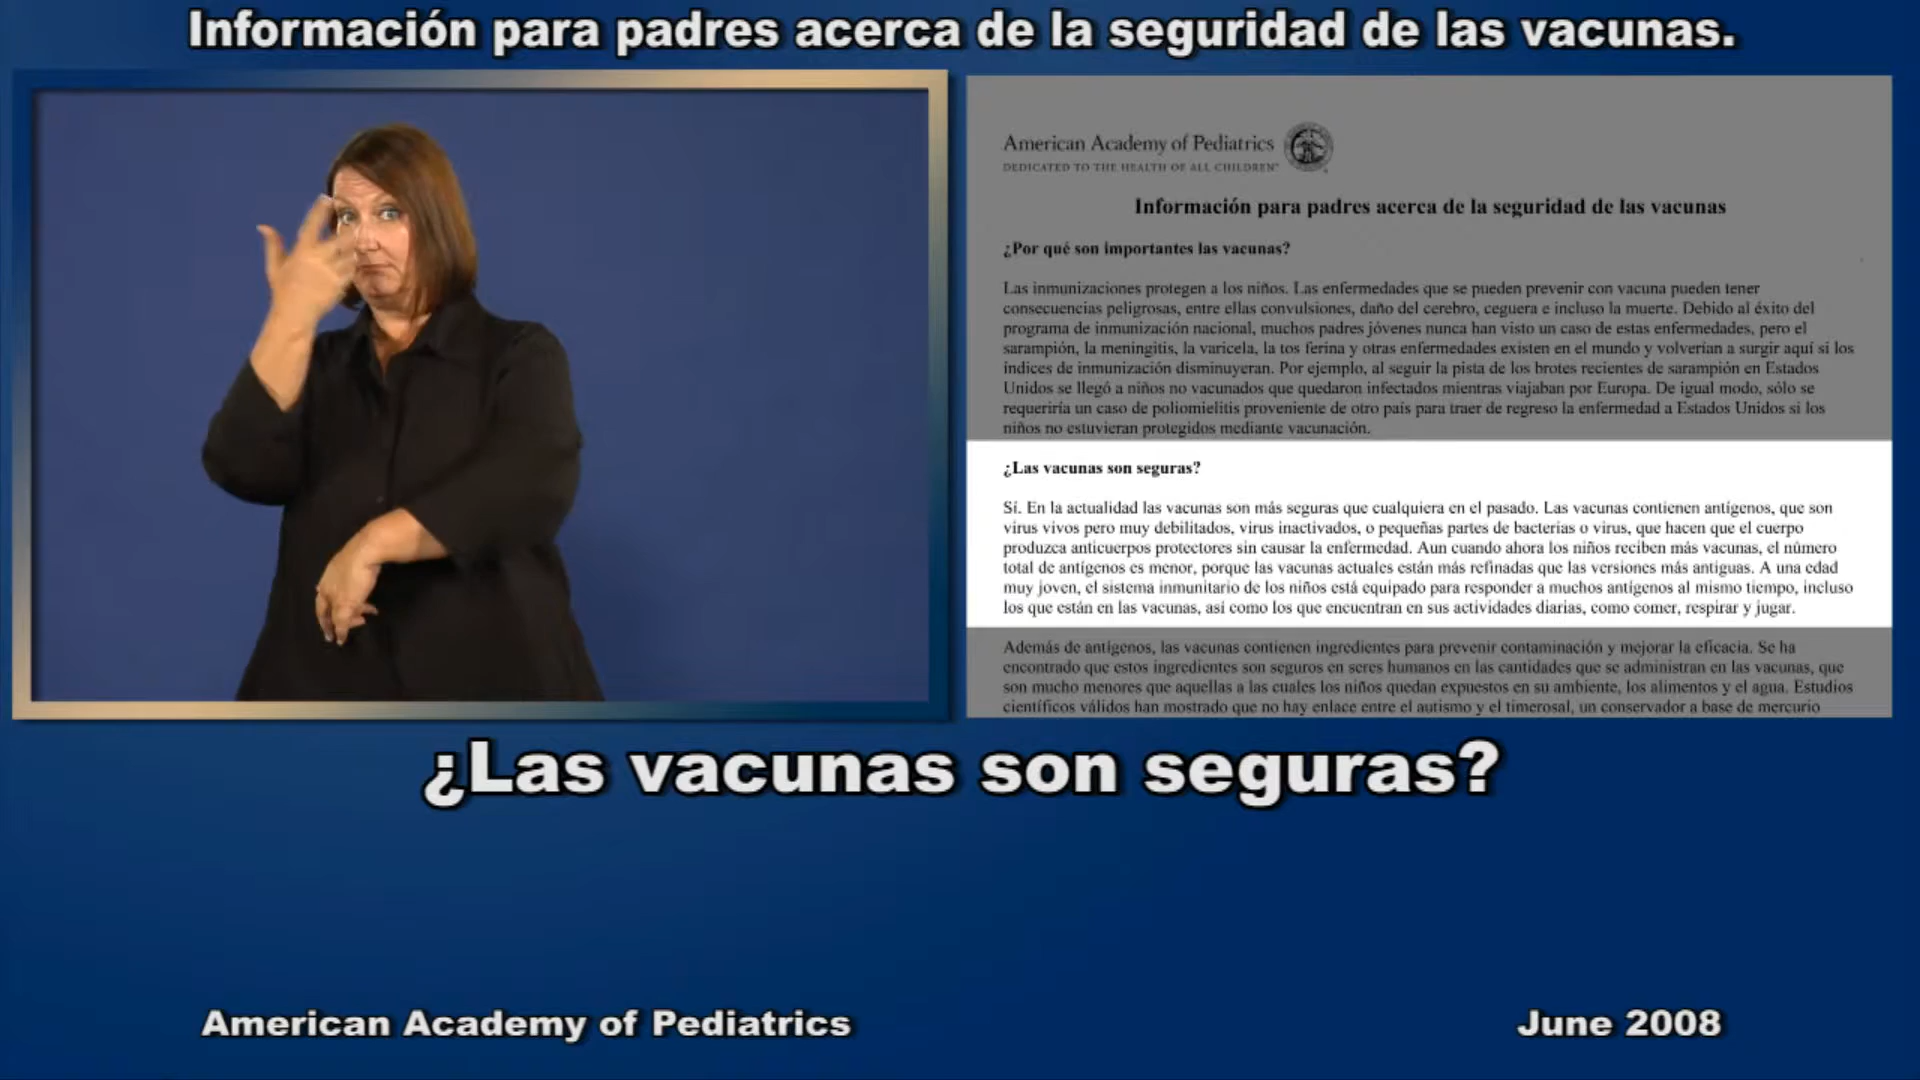 Información para padres acerca de la seguridad de las vacunas.
American Academy of Pediatrics
DEDICATED TO THE HEALTH OF ALL CHILDREN™
Información para padres acerca de la seguridad de las vacunas
¿Por qué son importantes las vacunas?
Las inmunizaciones protegen a los niños. Las enfermedades que se pueden prevenir con vacuna pueden tener
consecuencias peligrosas, entre ellas convulsiones, daño del cerebro, ceguera e incluso la muerte. Debido al éxito del
programa de inmunización nacional, muchos padres jóvenes nunca han visto un caso de estas enfermedades, pero el
sarampión, la meningitis, la varicela, la tos ferina y otras enfermedades existen en el mundo y volverían a surgir aquí si los
índices de inmunización disminuyeran. Por ejemplo, al seguir la pista de los brotes recientes de sarampión en Estados
Unidos se llegó a niños no vacunados que quedaron infectados mientras viajaban por Europa. De igual modo, sólo se
requeriría un caso de poliomielitis proveniente de otro país para traer de regreso la enfermedad a Estados Unidos si los
niños no estuvieran protegidos mediante vacunación.
¿Las vacunas son seguras?
Sí. En la actualidad las vacunas son más seguras que cualquiera en el pasado. Las vacunas contienen antígenos, que son
virus vivos pero muy debilitados, virus inactivados, o pequeñas partes de bacterias o virus, que hacen que el cuerpo
produzca anticuerpos protectores sin causar la enfermedad. Aun cuando ahora los niños reciben más vacunas, el número
total de antígenos es menor, porque las vacunas actuales están más refinadas que las versiones más antiguas. A una edad
muy joven, el sistema inmunitario de los niños está equipado para responder a muchos antígenos al mismo tiempo, incluso
los que están en las vacunas, así como los que encuentran en sus actividades diarias, como comer, respirar y jugar.
Además de antígenos, las vacunas contienen ingredientes para prevenir contaminación y mejorar la eficacia. Se ha
encontrado que estos ingredientes son seguros en seres humanos en las cantidades que se administran en las vacunas, que
son mucho menores que aquellas a las cuales los niños quedan expuestos en su ambiente, los alimentos y el agua. Estudios
científicos válidos han mostrado que no hay enlace entre el autismo y el timerosal, un conservador a base de mercurio
¿Las vacunas son seguras?
American Academy of Pediatrics
June 2008